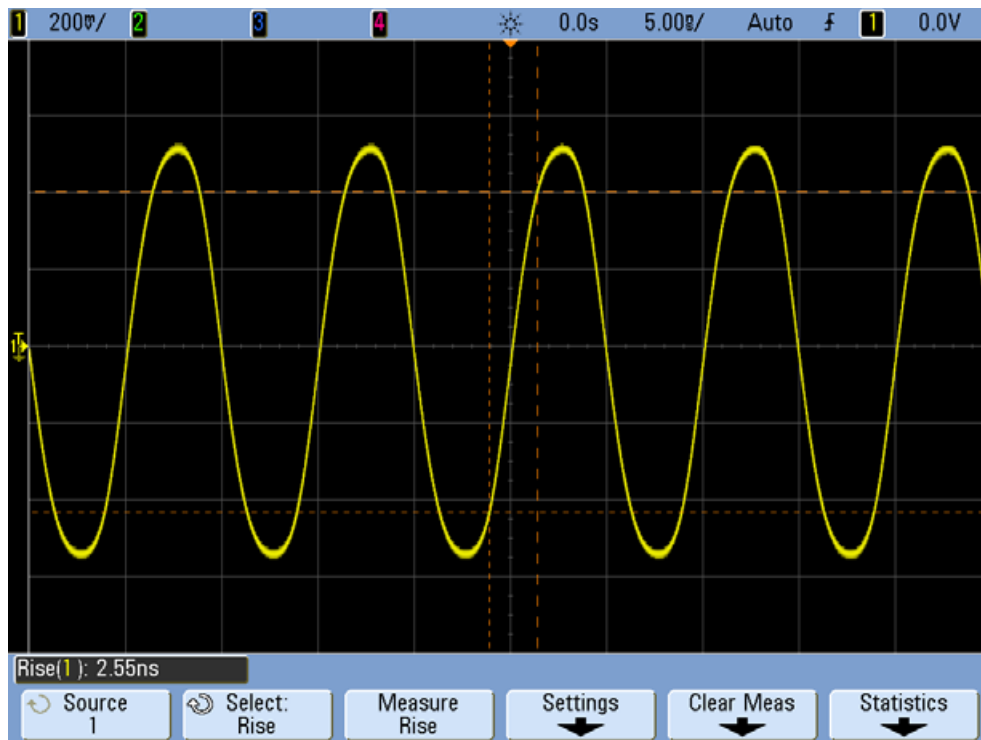 1 200mV/ 2 3 4 0.0s 5.00ns/ Auto 1 0.0V
T
1
Rise(1): 2.55ns
Source Select: Measure Settings Clear Meas Statistics
1 Rise Rise